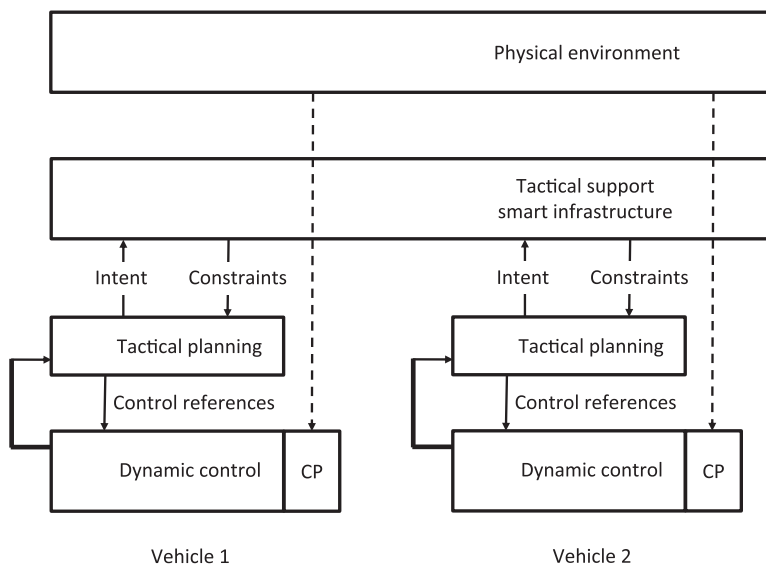 Physical environment
Tactical support
smart infrastructure
Intent
Constraints
Intent
Constraints
Tactical planning
Tactical planning
Control references
Control references
Dynamic control
CP
Dynamic control
CP
Vehicle 1
Vehicle 2